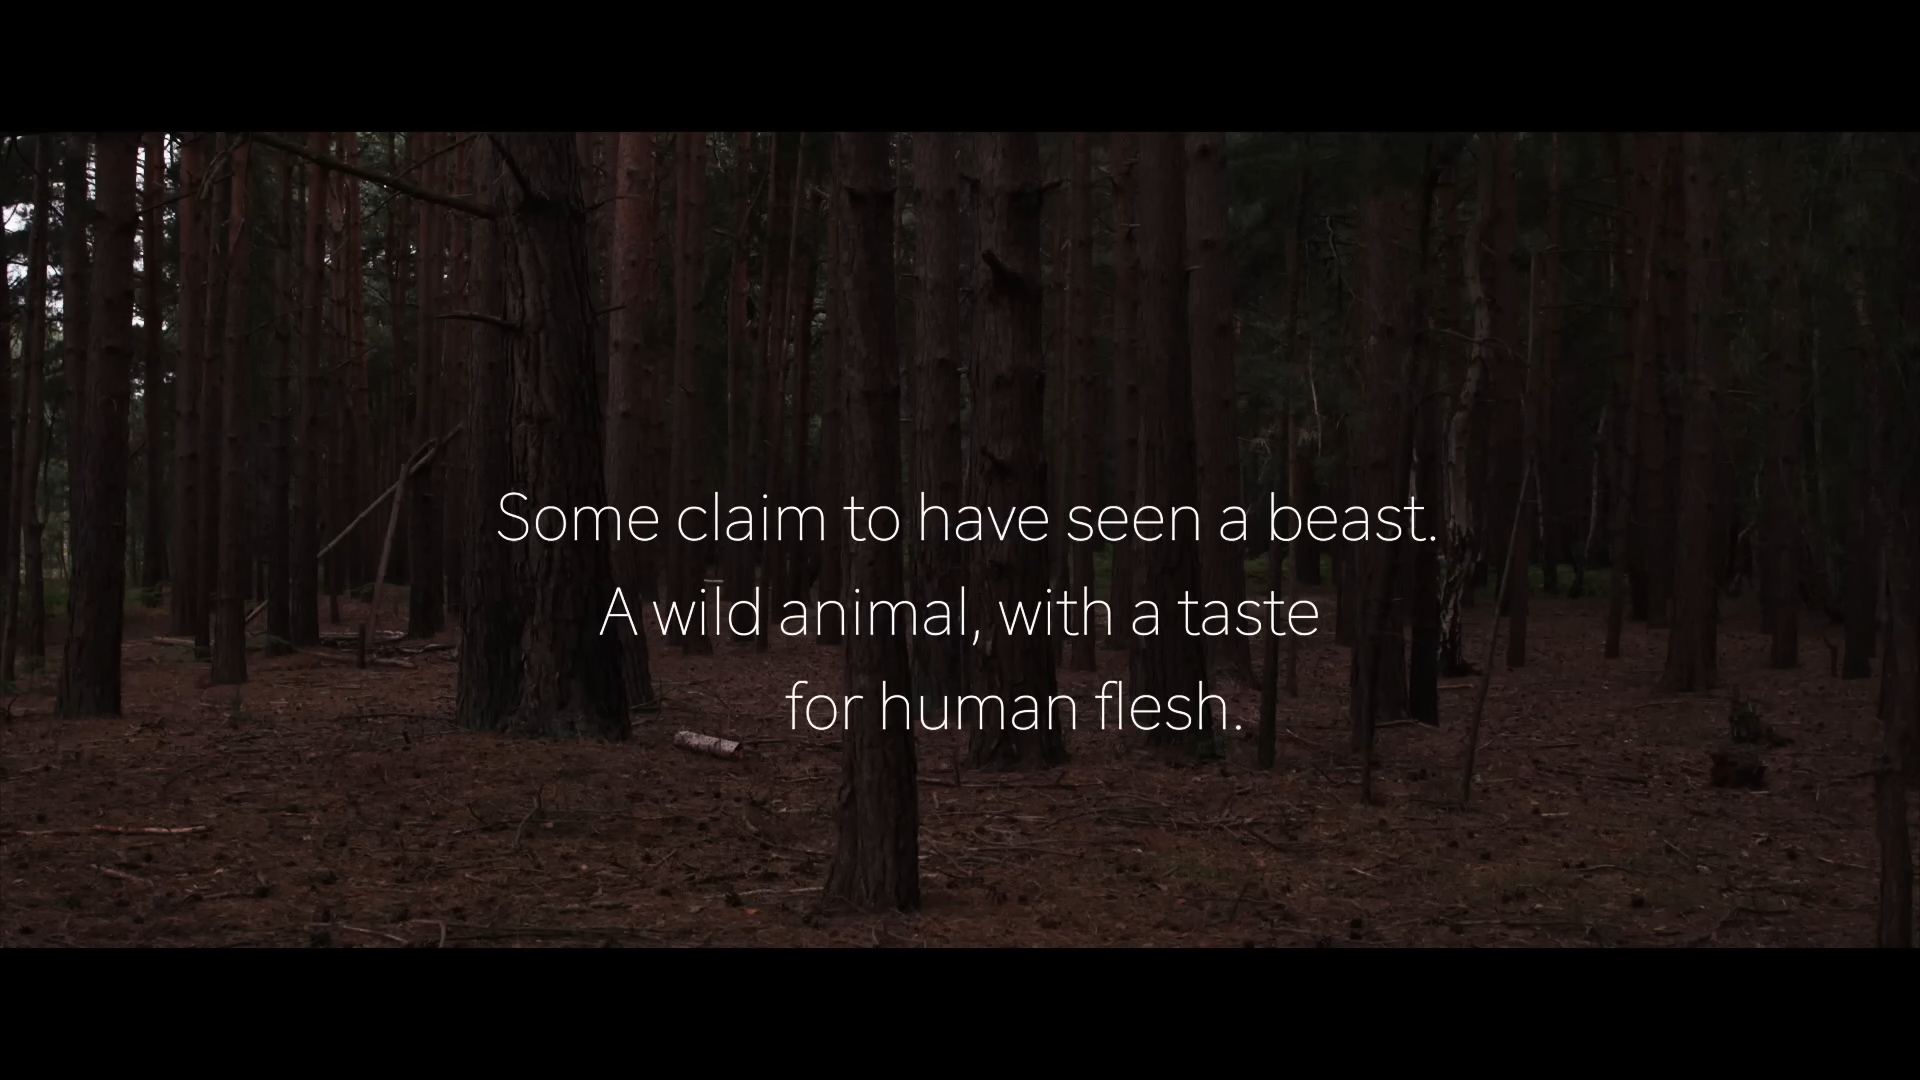 Some claim to have seen a beast.
A wild animal, with a taste
for human flesh.